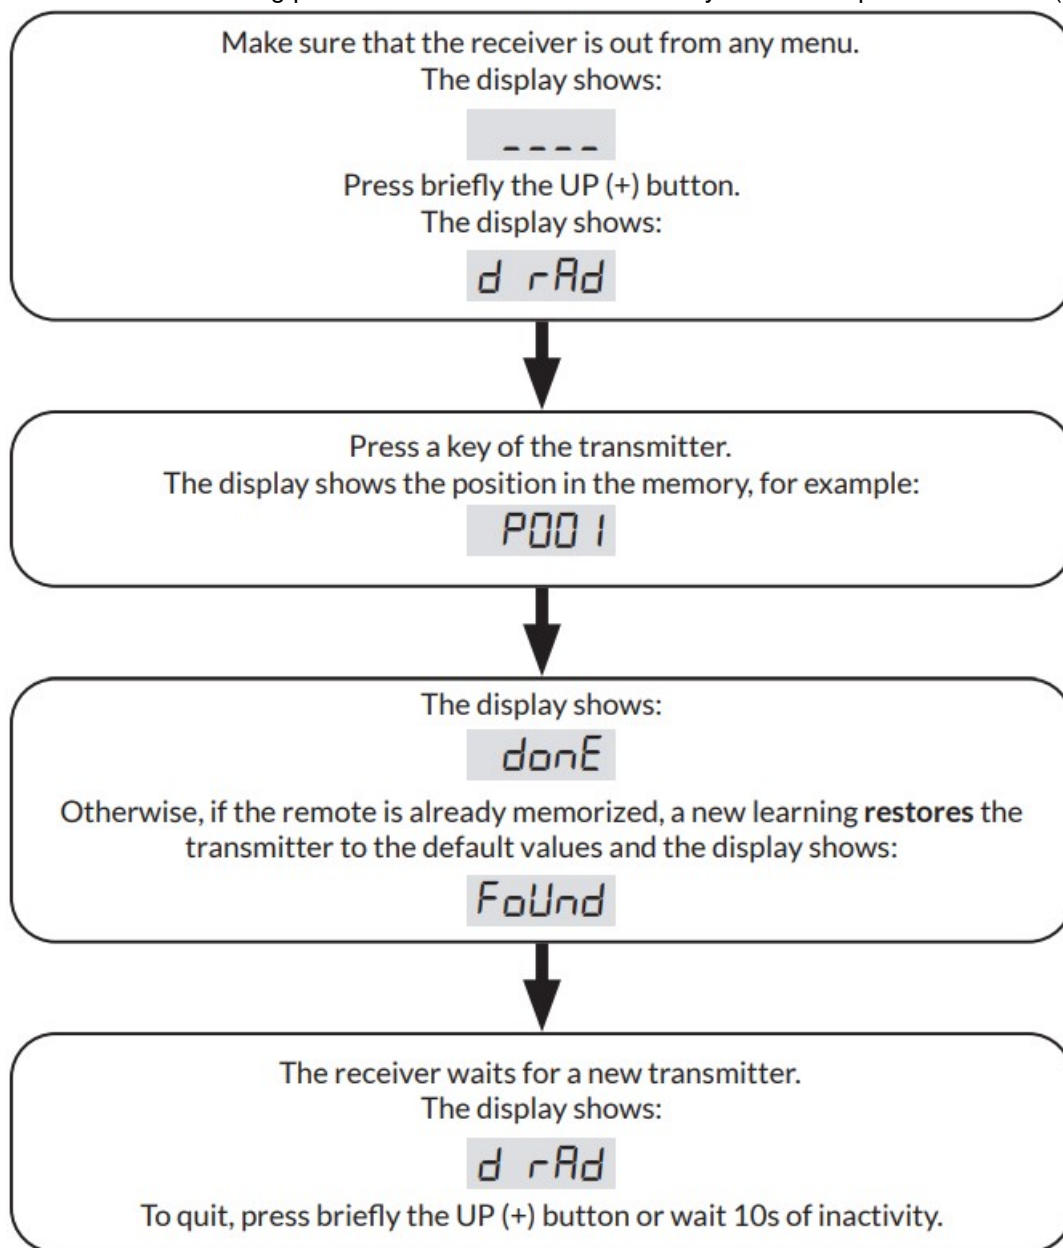 Make sure that the receiver is out from any menu.
The display shows:
----
Press briefly the UP (+) button.
The display shows:
d rAd
Press a key of the transmitter.
The display shows the position in the memory, for example:
P001
The display shows:
donE
Otherwise, if the remote is already memorized, a new learning restores the
transmitter to the default values and the display shows:
FoUnd
The receiver waits for a new transmitter.
The display shows:
d rAd
To quit, press briefly the UP (+) button or wait 10s of inactivity.